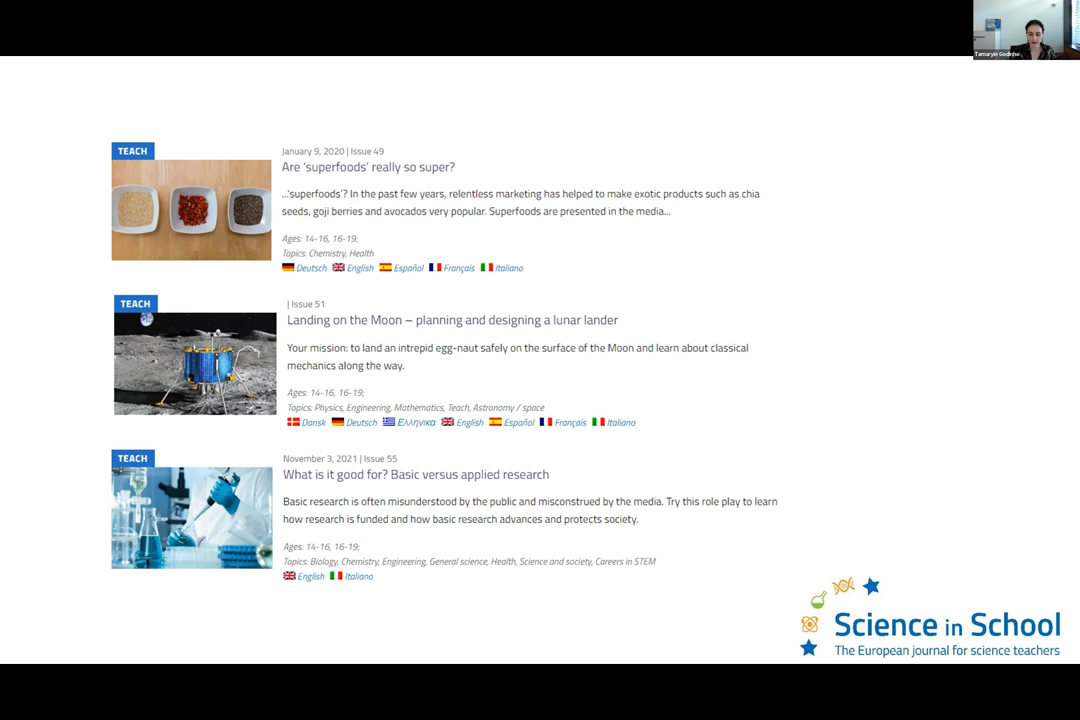 Tamaryin Godinho
TEACH
January 9, 2020 | Issue 49
Are ‘superfoods’ really so super?
...‘superfoods’? In the past few years, relentless marketing has helped to make exotic products such as chia
seeds, goji berries and avocados very popular. Superfoods are presented in the media...
Ages: 14-16, 16-19;
Topics: Chemistry, Health
Deutsch English Español Français Italiano
TEACH
| Issue 51
Landing on the Moon – planning and designing a lunar lander
Your mission: to land an intrepid egg-naut safely on the surface of the Moon and learn about classical
mechanics along the way.
Ages: 14-16, 16-19;
Topics: Physics, Engineering, Mathematics, Teach, Astronomy / space
Dansk Deutsch Ελληνικα English Español Français Italiano
TEACH
November 3, 2021 | Issue 55
What is it good for? Basic versus applied research
Basic research is often misunderstood by the public and misconstrued by the media. Try this role play to learn
how research is funded and how basic research advances and protects society.
Ages: 14-16, 16-19;
Topics: Biology, Chemistry, Engineering, General science, Health, Science and society, Careers in STEM
English Italiano
Science in School
The European journal for science teachers